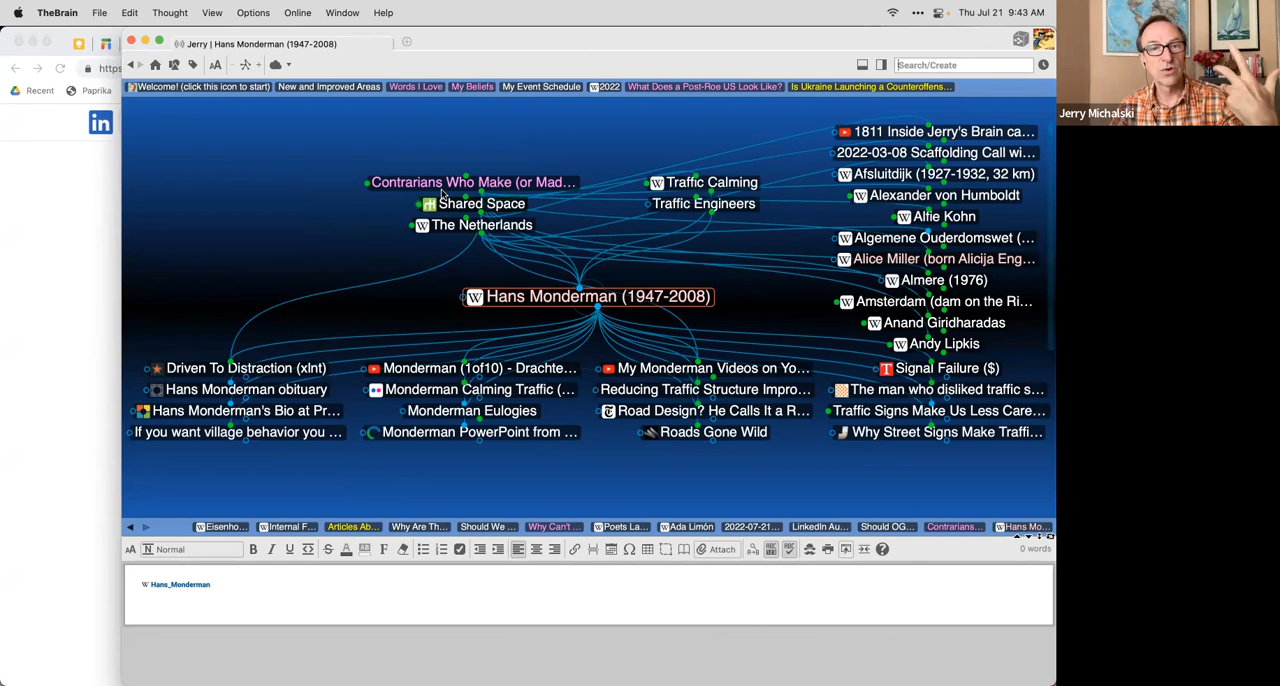 TheBrain File Edit Thought View Options Online Window Help Thu Jul 21 9:43 AM
Jerry | Hans Monderman (1947-2008)
https
Search/Create
Recent Paprika
Welcome! (click this icon to start) New and Improved Areas Words I Love My Beliefs My Event Schedule 2022 What Does a Post-Roe US Look Like? Is Ukraine Launching a Counteroffens...
in
Jerry Michalski
Contrarians Who Make (or Mad...
Shared Space
The Netherlands
Traffic Calming
Traffic Engineers
1811 Inside Jerry's Brain ca...
2022-03-08 Scaffolding Call wi...
Afsluitdijk (1927-1932, 32 km)
Alexander von Humboldt
Alfie Kohn
Algemene Ouderdomswet (...
Alice Miller (born Alicija Eng...
Almere (1976)
Amsterdam (dam on the Ri...
Anand Giridharadas
Andy Lipkis
Hans Monderman (1947-2008)
Driven To Distraction (xInt)
Hans Monderman obituary
Hans Monderman's Bio at Pr...
If you want village behavior you ...
Monderman (1of10) - Drachte...
Monderman Calming Traffic (...
Monderman Eulogies
Monderman PowerPoint from ...
My Monderman Videos on Yo...
Reducing Traffic Structure Impro...
Road Design? He Calls It a R...
Roads Gone Wild
Signal Failure ($)
The man who disliked traffic s...
Traffic Signs Make Us Less Care...
Why Street Signs Make Traffi...
Eisenho... Internal F... Articles Ab... Why Are Th... Should We ... Why Can't ... Poets La... Ada Limón 2022-07-21... LinkedIn Au... Should OG... Contrarians... Hans Mo...
Normal B I U S A F Attach 0 words
Hans_Monderman